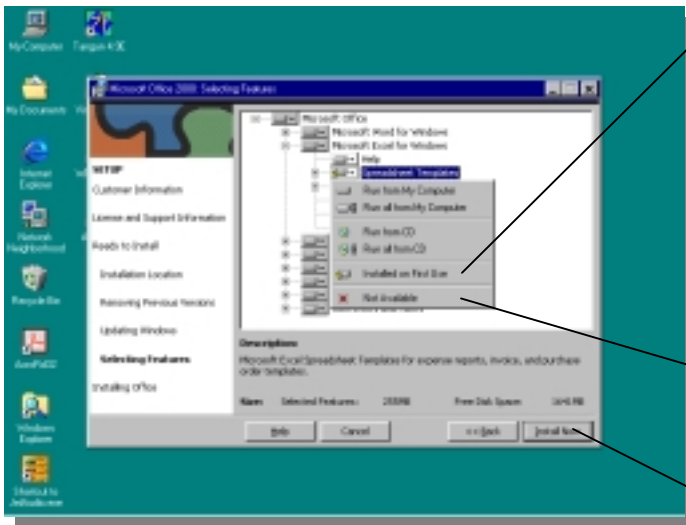 My Computer
My Documents
Internet Explorer
Network Neighborhood
Recycle Bin
Windows Explorer
Shortcut to
Microsoft Office 2000: Selecting Features
SETUP
Customer Information
License and Support Information
Ready to Install
Installation Location
Removing Previous Versions
Updating Windows
Selecting Features
Installing Office
Microsoft Office
Microsoft Word for Windows
Microsoft Excel for Windows
Help
Spreadsheet Templates
Run from My Computer
Run all from My Computer
Run from CD
Run all from CD
Installed on First Use
Not Available
Description:
Microsoft Excel Spreadsheet Templates for expense reports, invoice, and purchase
order templates.
Size:
Selected Features:
Free Disk Space:
Help
Cancel
<< Back
Install Now